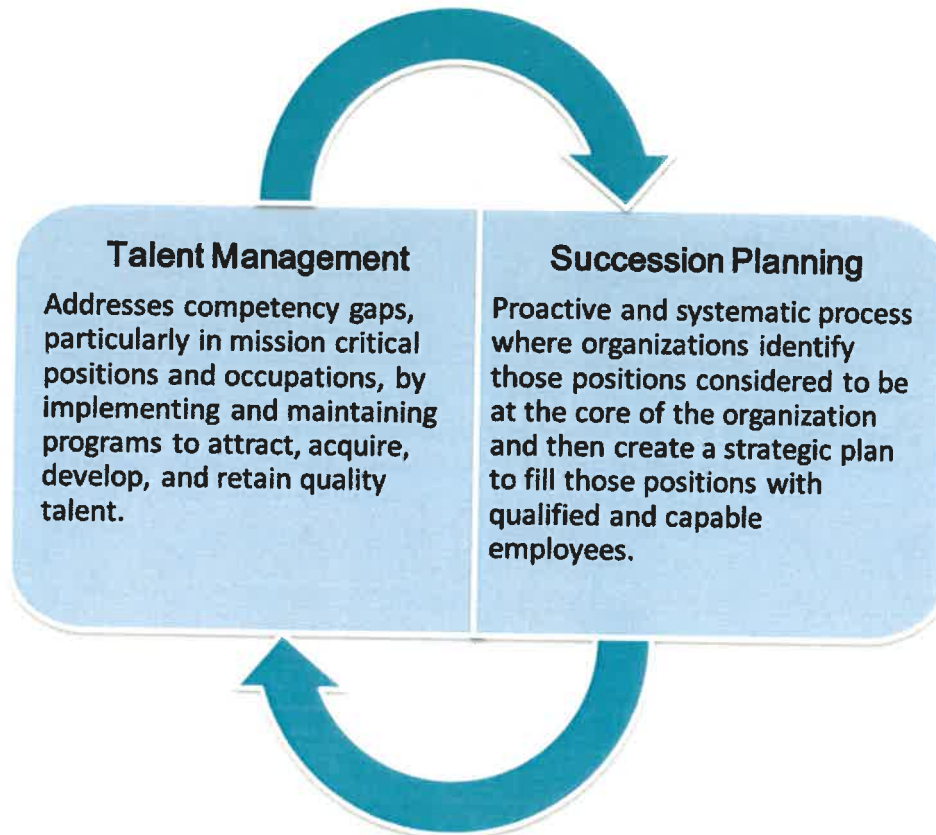 Talent Management
Addresses competency gaps,
particularly in mission critical
positions and occupations, by
implementing and maintaining
programs to attract, acquire,
develop, and retain quality
talent.
Succession Planning
Proactive and systematic process
where organizations identify
those positions considered to be
at the core of the organization
and then create a strategic plan
to fill those positions with
qualified and capable
employees.